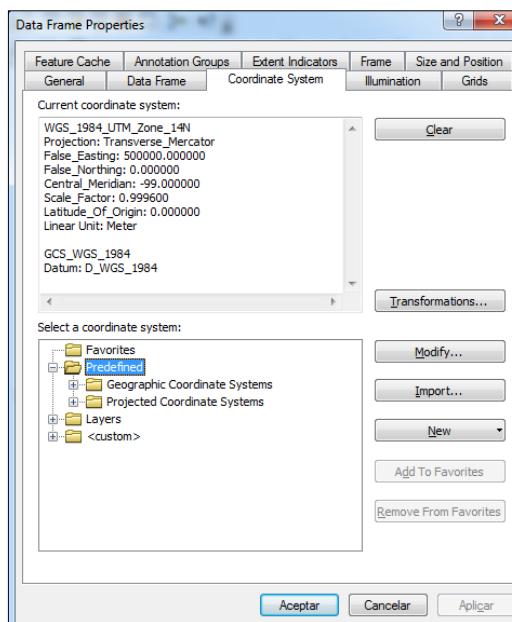 Data Frame Properties
?
Feature Cache Annotation Groups Extent Indicators Frame Size and Position
General Data Frame Coordinate System Illumination Grids
Current coordinate system:
WGS_1984_UTM_Zone_14N
Projection: Transverse_Mercator
False_Easting: 500000.000000
False_Northing: 0.000000
Central_Meridian: -99.000000
Scale_Factor: 0.999600
Latitude_Of_Origin: 0.000000
Linear Unit: Meter
GCS_WGS_1984
Datum: D_WGS_1984
Clear
Transformations...
Select a coordinate system:
Favorites
Predefined
Geographic Coordinate Systems
Projected Coordinate Systems
Layers
<custom>
Modify...
Import...
New
Add To Favorites
Remove From Favorites
Aceptar Cancelar Aplicar